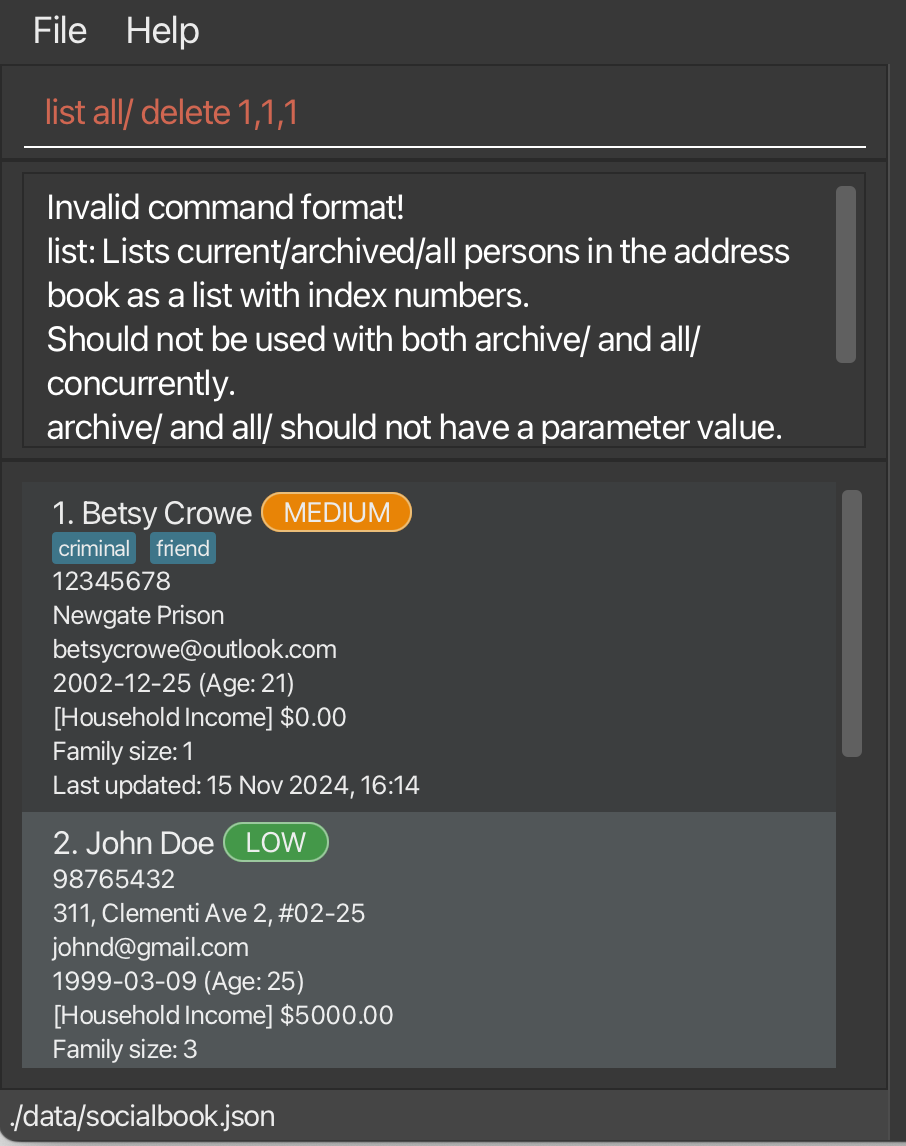 File Help
list all/ delete 1,1,1
Invalid command format!
list: Lists current/archived/all persons in the address
book as a list with index numbers.
Should not be used with both archive/ and all/
concurrently.
archive/ and all/ should not have a parameter value.
1. Betsy Crowe MEDIUM
criminal friend
12345678
Newgate Prison
betsycrowe@outlook.com
2002-12-25 (Age: 21)
[Household Income] $0.00
Family size: 1
Last updated: 15 Nov 2024, 16:14
2. John Doe LOW
98765432
311, Clementi Ave 2, #02-25
johnd@gmail.com
1999-03-09 (Age: 25)
[Household Income] $5000.00
Family size: 3
./data/socialbook.json